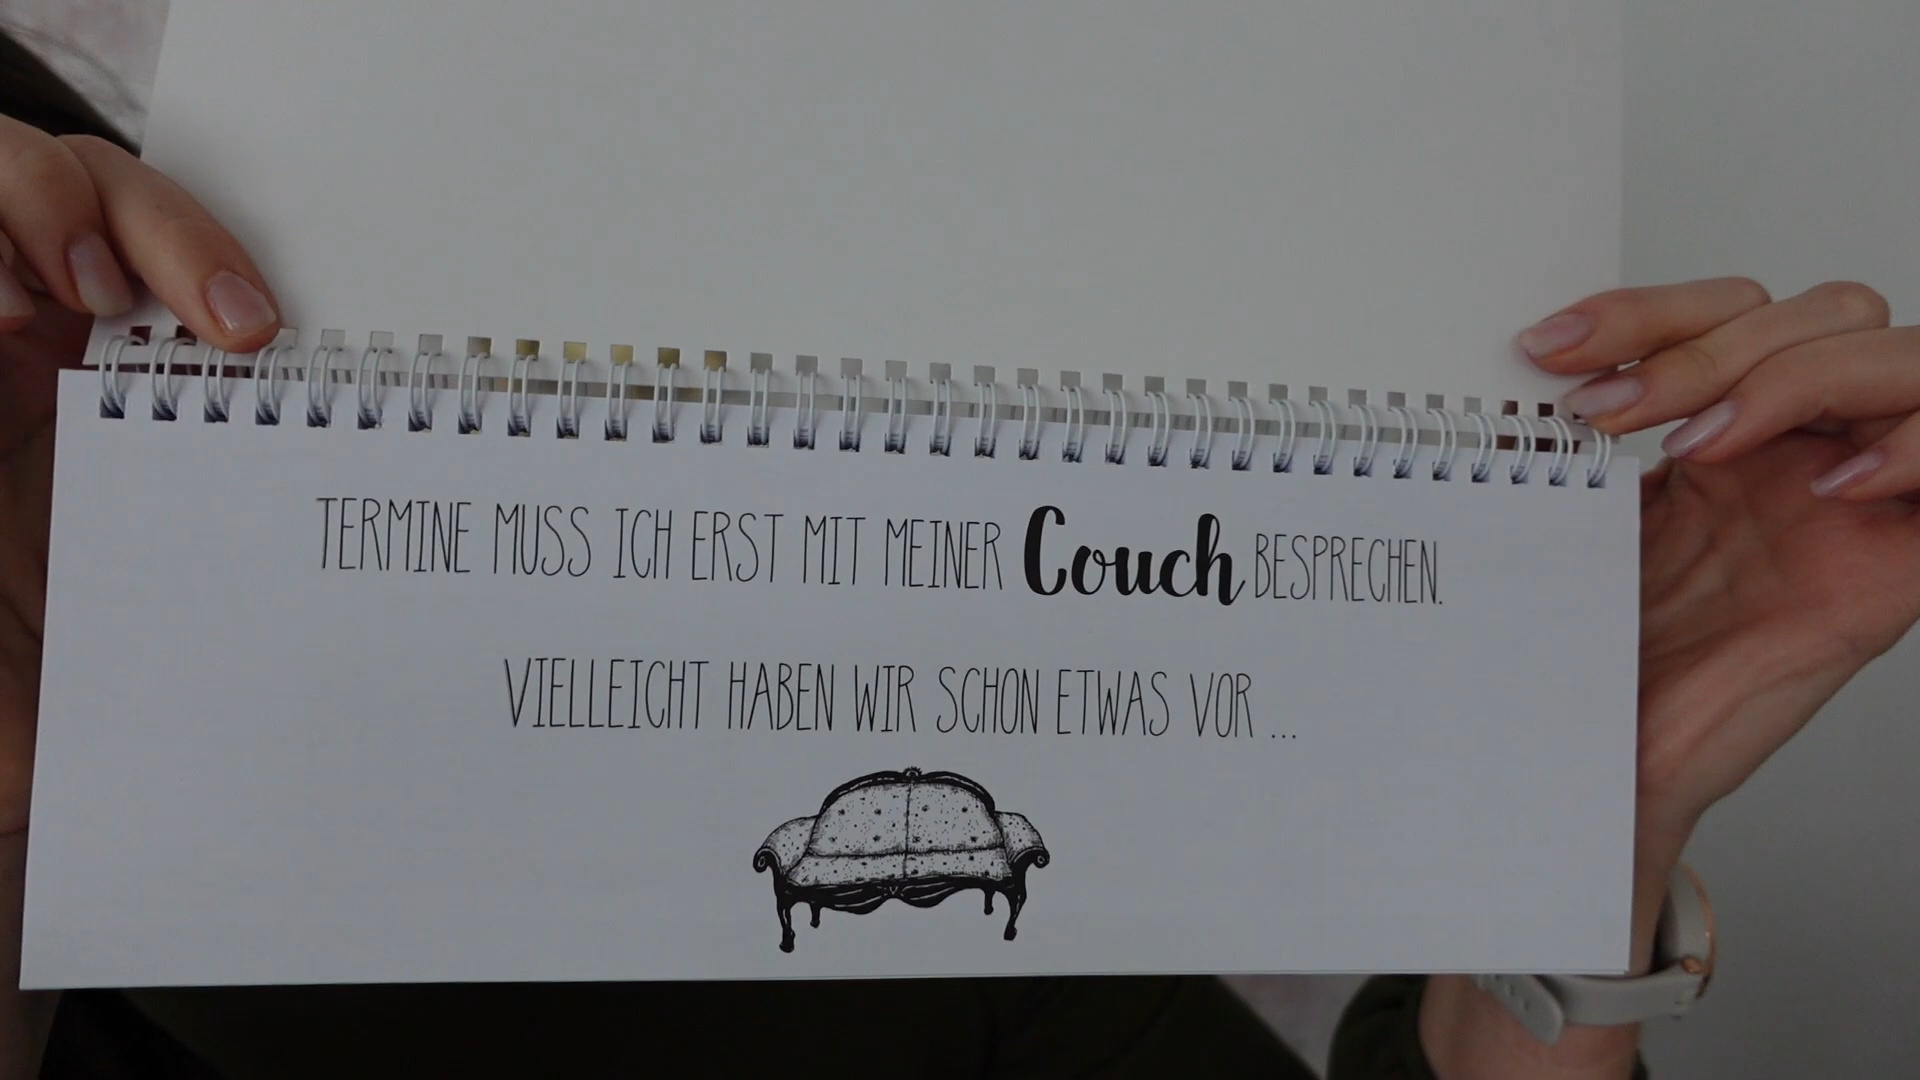 TERMINE MUSS ICH ERST MIT MEINER Couch BESPRECHEN.
VIELLEICHT HABEN WIR SCHON ETWAS VOR ...